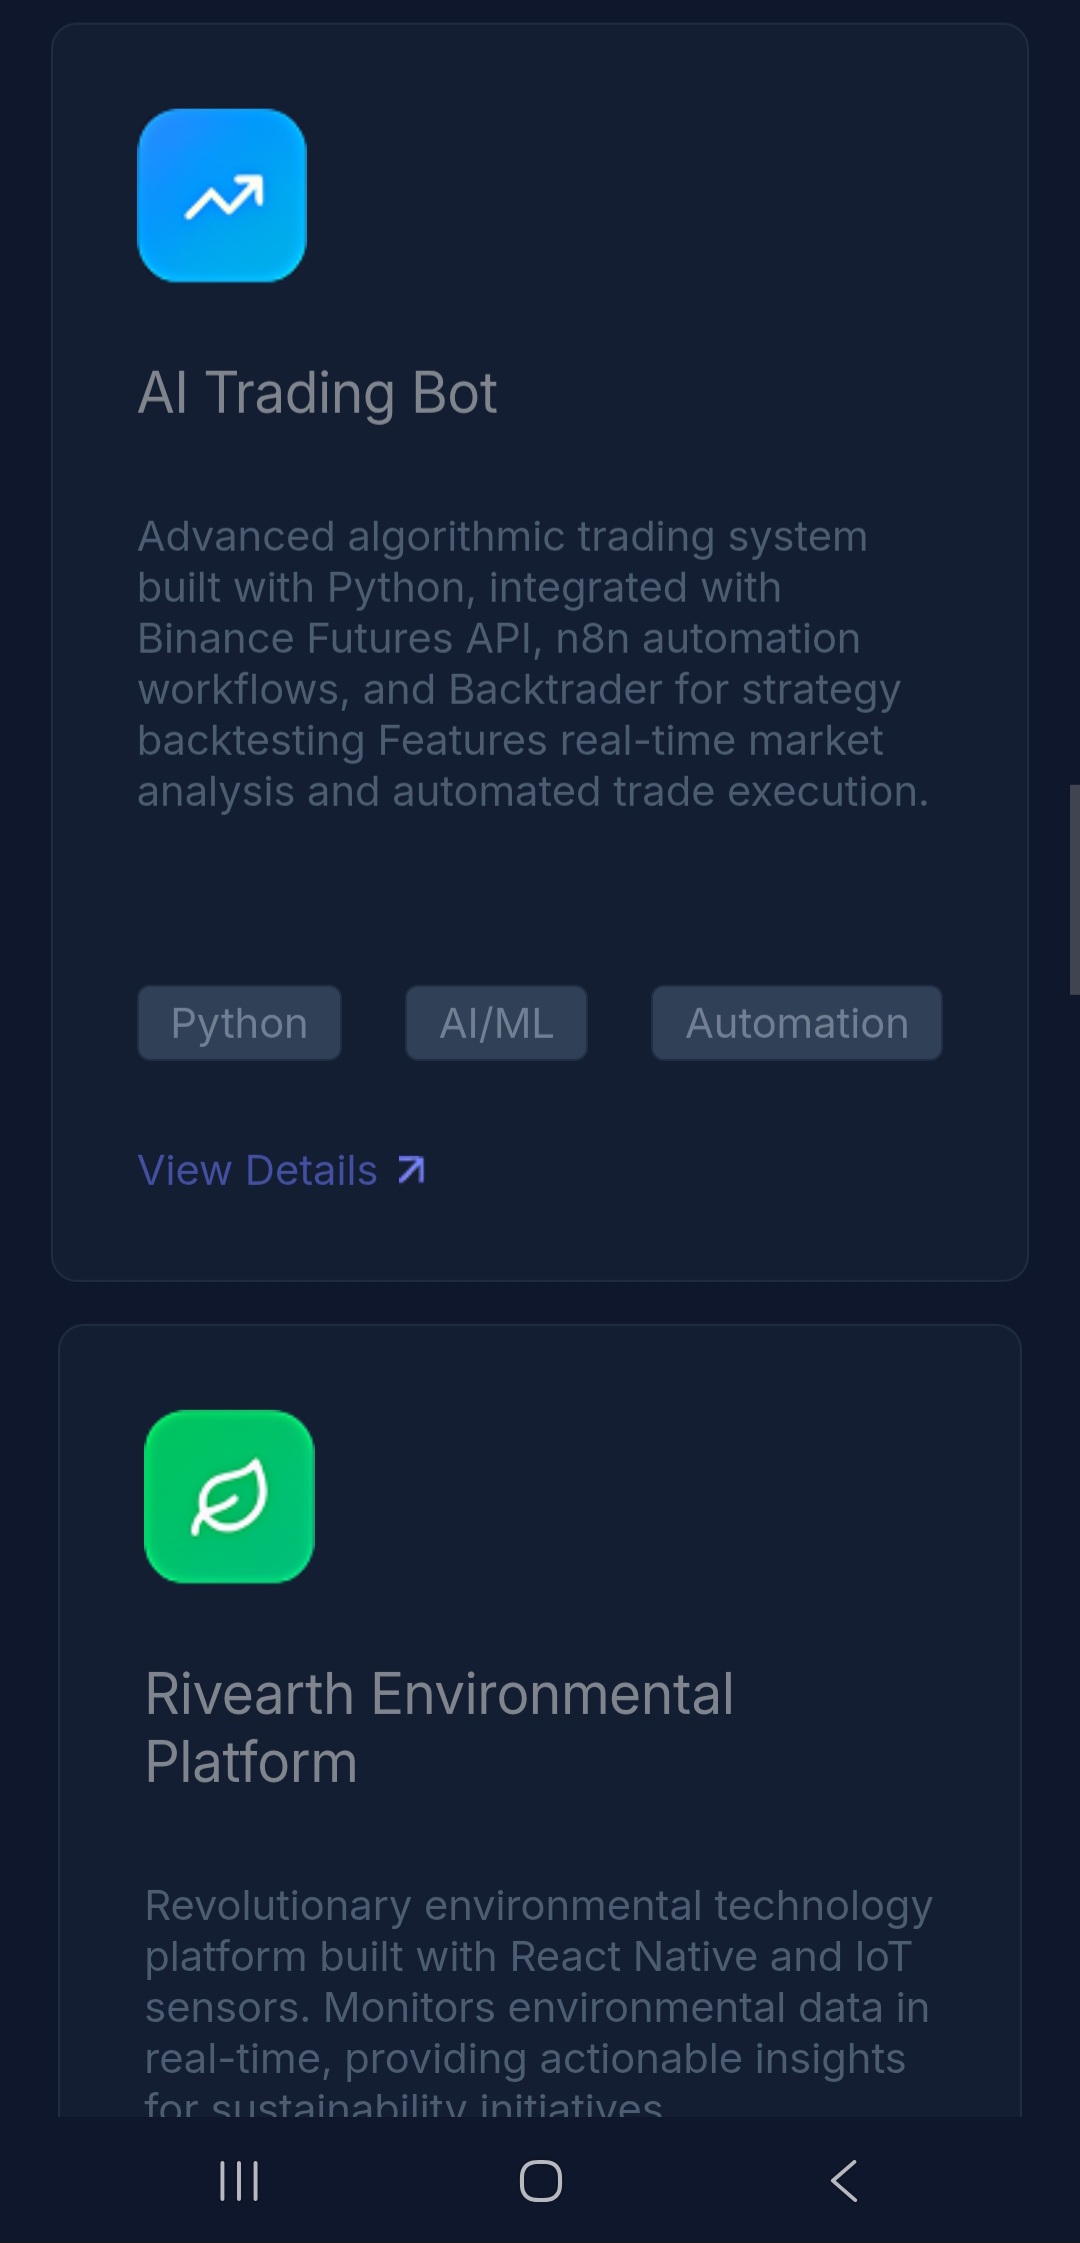 AI Trading Bot
Advanced algorithmic trading system
built with Python, integrated with
Binance Futures API, n8n automation
workflows, and Backtrader for strategy
backtesting Features real-time market
analysis and automated trade execution.
Python AI/ML Automation
View Details
Rivearth Environmental
Platform
Revolutionary environmental technology
platform built with React Native and IoT
sensors. Monitors environmental data in
real-time, providing actionable insights
for sustainability initiatives